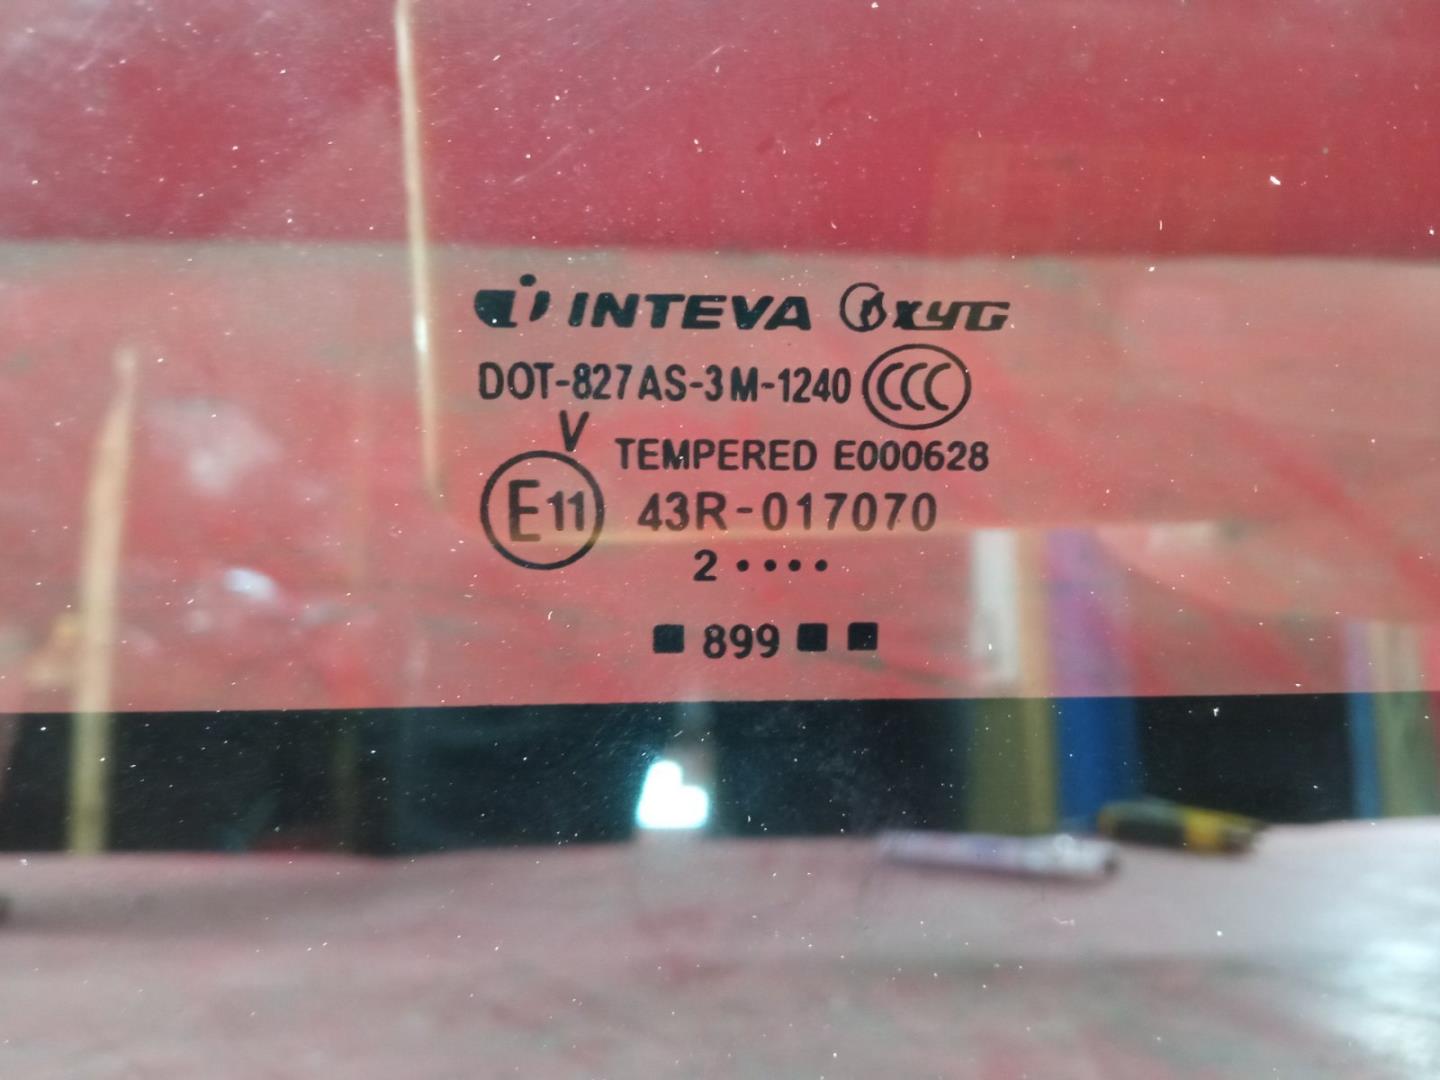 INTEVA XYG
DOT-827AS-3M-1240 CCC
V
TEMPERED E000628
E11 43R-017070
2 ••••
■ 899 ■ ■